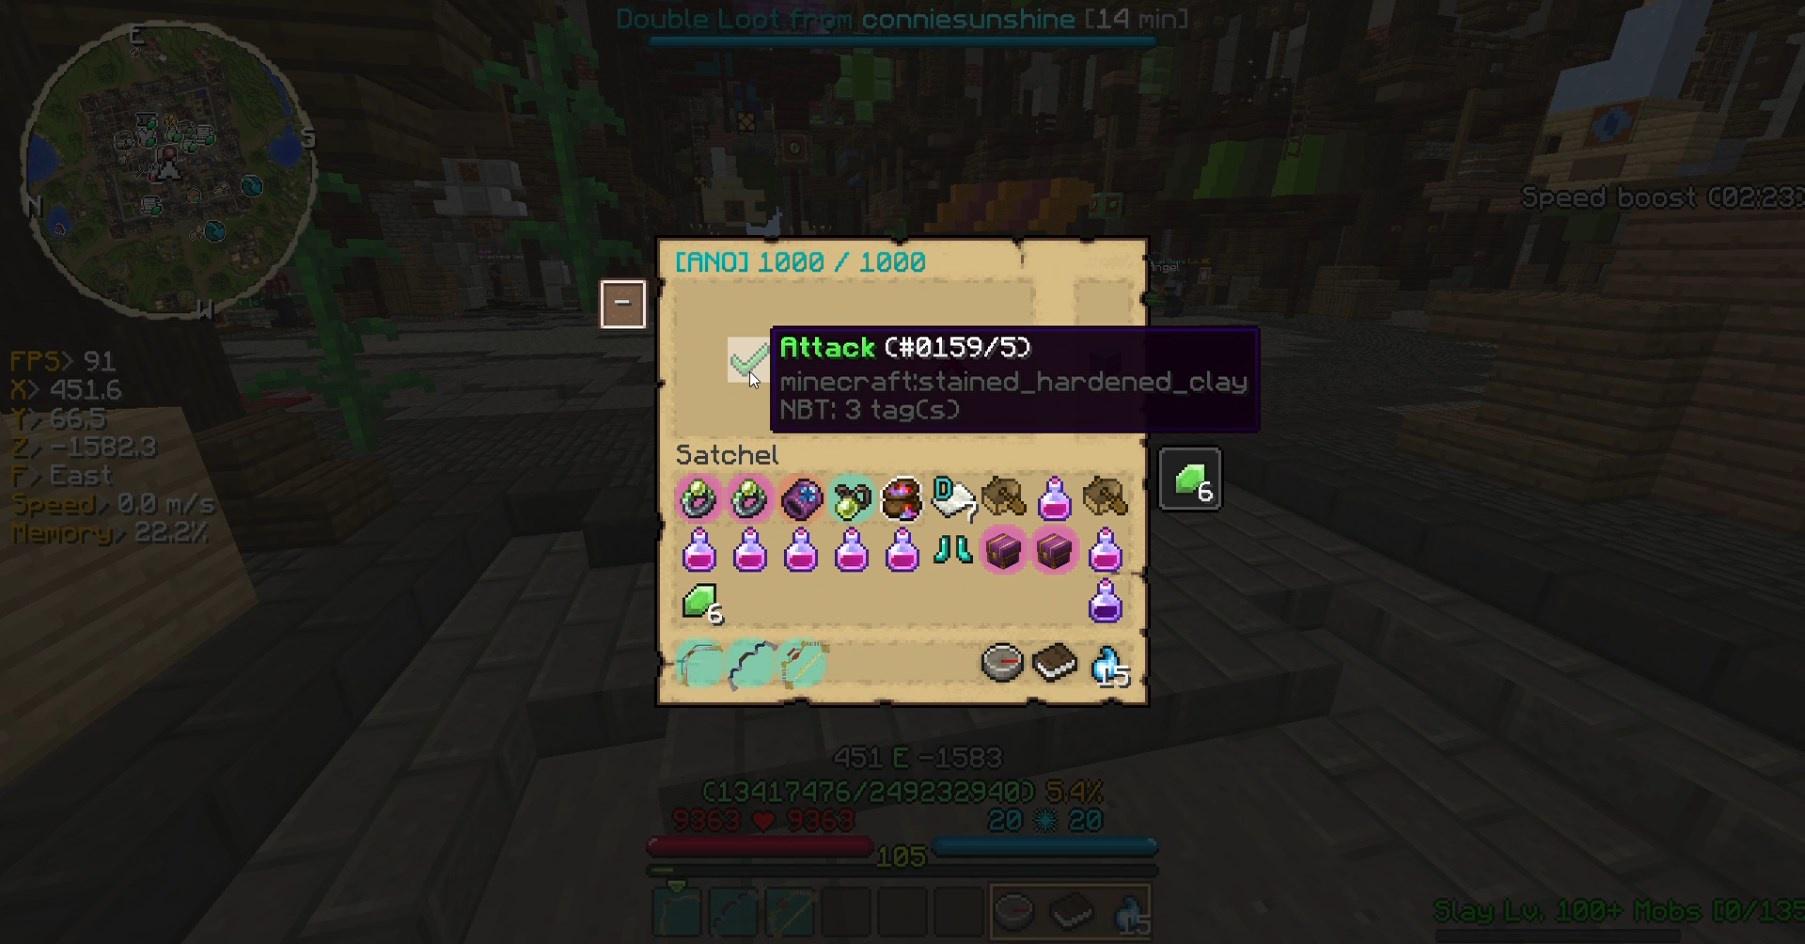 Double Loot from conniesunshine [14 min]
E
S
N
W
Speed boost (02:23)
[ANO] 1000 / 1000
-
Angel
Attack (#0159/5)
minecraft:stained_hardened_clay
NBT: 3 tag(s)
FPS> 91
X> 451.6
Y> 66.5
Z> -1582.3
F> East
Speed> 0.0 m/s
Memory> 22.2%
Satchel
D
6
6
15
451 E -1583
(13417476/249232940) 5.4%
9363 ❤ 9363
20 20
105
15
Slay Lv. 100+ Mobs [0/135